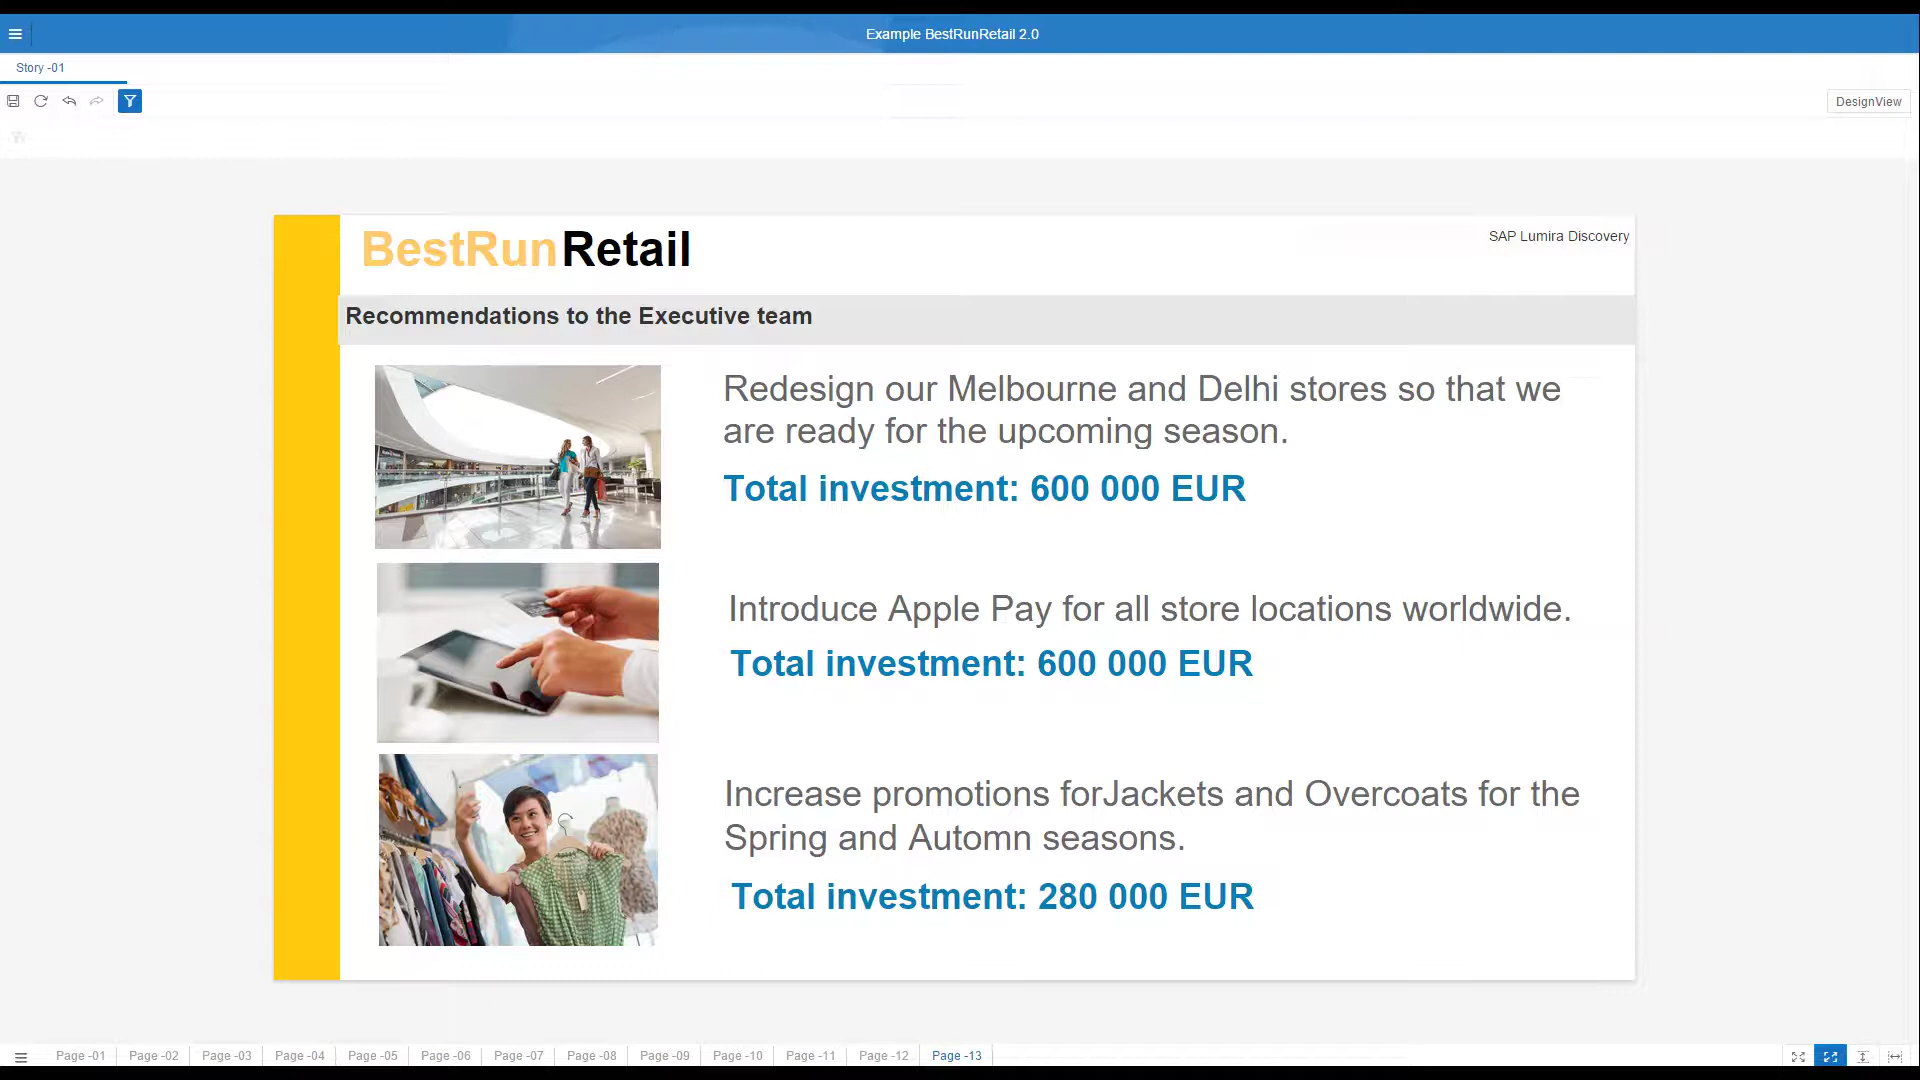 Example BestRunRetail 2.0
Story -01
DesignView
BestRunRetail
SAP Lumira Discovery
Recommendations to the Executive team
Redesign our Melbourne and Delhi stores so that we
are ready for the upcoming season.
Total investment: 600 000 EUR
Introduce Apple Pay for all store locations worldwide.
Total investment: 600 000 EUR
Increase promotions forJackets and Overcoats for the
Spring and Automn seasons.
Total investment: 280 000 EUR
Page -01 Page -02 Page -03 Page -04 Page -05 Page -06 Page -07 Page -08 Page -09 Page -10 Page -11 Page -12 Page -13